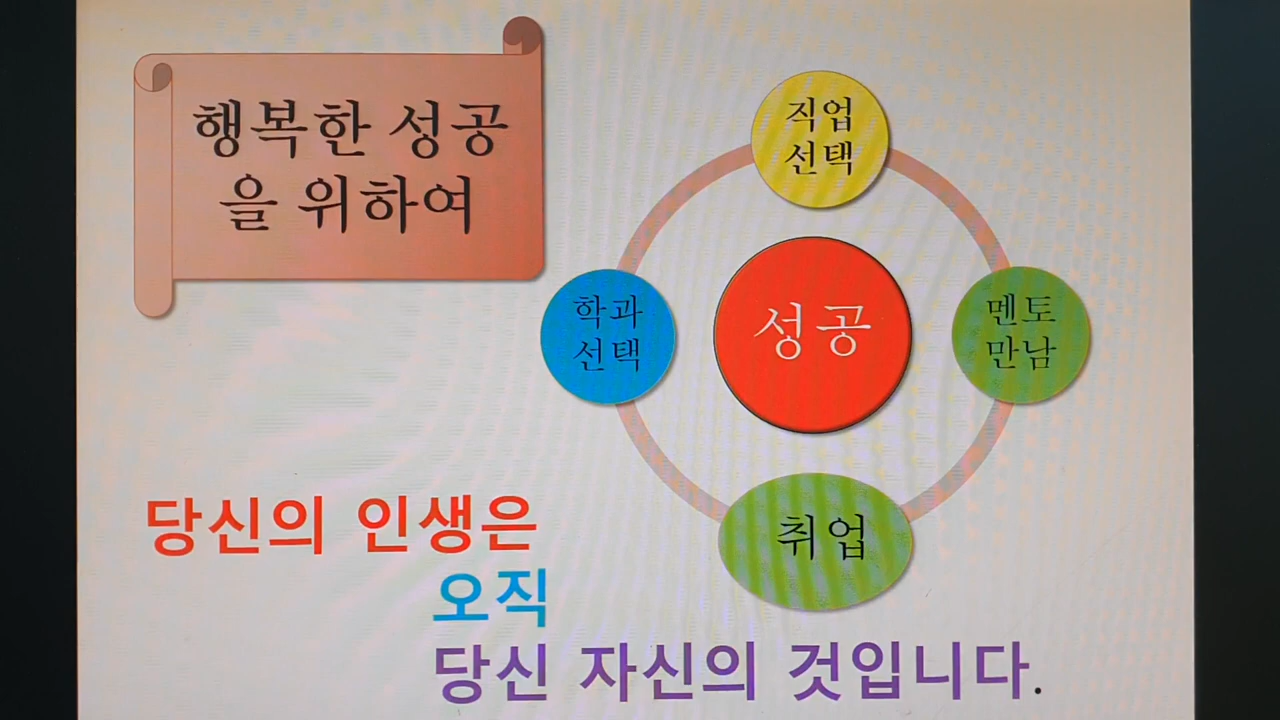 행복한 성공
을 위하여
직업
선택
학과
선택
성공
멘토
만남
취업
당신의 인생은
오직
당신 자신의 것입니다.